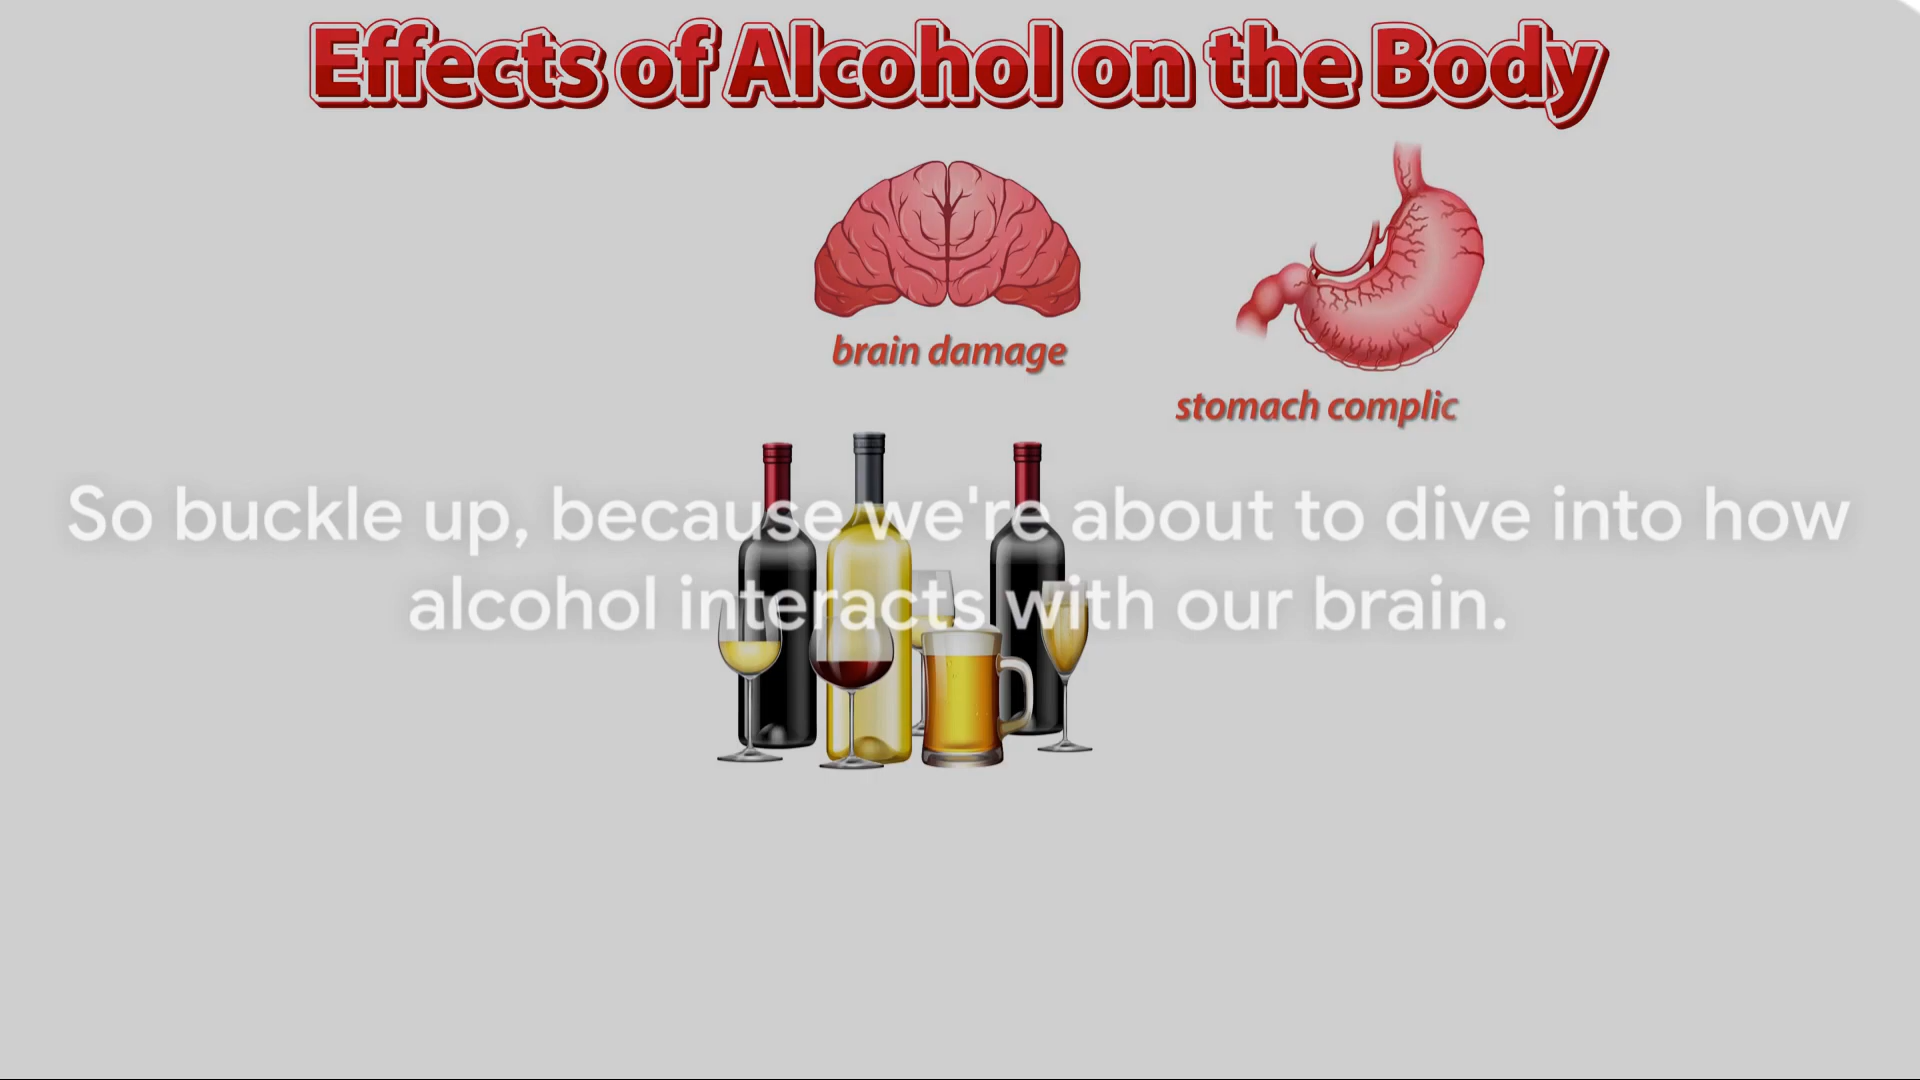 Effects of Alcohol on the Body
brain damage
stomach complic
So buckle up, because we're about to dive into how
alcohol interacts with our brain.